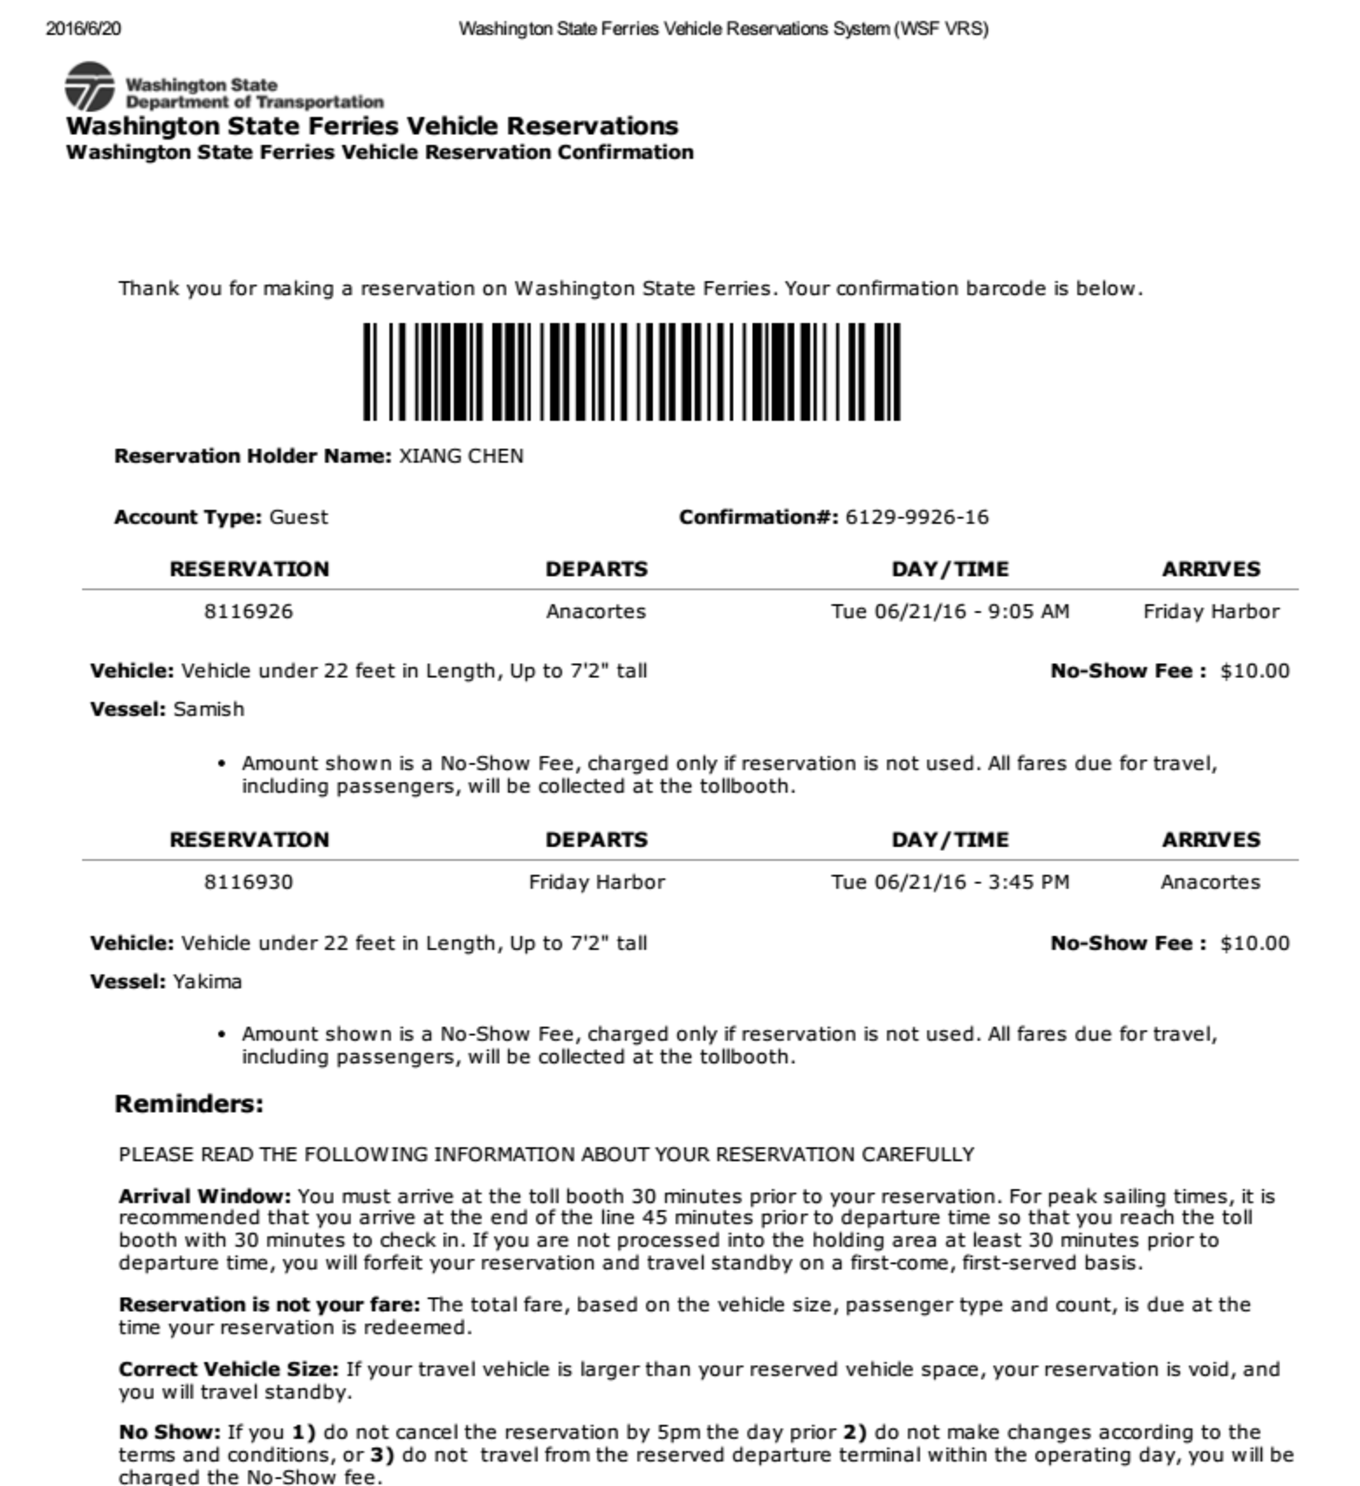 2016/6/20 Washington State Ferries Vehicle Reservations System (WSF VRS)
Washington State
Department of Transportation
Washington State Ferries Vehicle Reservations
Washington State Ferries Vehicle Reservation Confirmation
Thank you for making a reservation on Washington State Ferries. Your confirmation barcode is below.
Reservation Holder Name: XIANG CHEN
Account Type: Guest Confirmation#: 6129-9926-16
RESERVATION DEPARTS DAY/TIME ARRIVES
8116926 Anacortes Tue 06/21/16 - 9:05 AM Friday Harbor
Vehicle: Vehicle under 22 feet in Length, Up to 7'2" tall No-Show Fee : $10.00
Vessel: Samish
• Amount shown is a No-Show Fee, charged only if reservation is not used. All fares due for travel,
including passengers, will be collected at the tollbooth.
RESERVATION DEPARTS DAY/TIME ARRIVES
8116930 Friday Harbor Tue 06/21/16 - 3:45 PM Anacortes
Vehicle: Vehicle under 22 feet in Length, Up to 7'2" tall No-Show Fee : $10.00
Vessel: Yakima
• Amount shown is a No-Show Fee, charged only if reservation is not used. All fares due for travel,
including passengers, will be collected at the tollbooth.
Reminders:
PLEASE READ THE FOLLOWING INFORMATION ABOUT YOUR RESERVATION CAREFULLY
Arrival Window: You must arrive at the toll booth 30 minutes prior to your reservation. For peak sailing times, it is
recommended that you arrive at the end of the line 45 minutes prior to departure time so that you reach the toll
booth with 30 minutes to check in. If you are not processed into the holding area at least 30 minutes prior to
departure time, you will forfeit your reservation and travel standby on a first-come, first-served basis.
Reservation is not your fare: The total fare, based on the vehicle size, passenger type and count, is due at the
time your reservation is redeemed.
Correct Vehicle Size: If your travel vehicle is larger than your reserved vehicle space, your reservation is void, and
you will travel standby.
No Show: If you 1) do not cancel the reservation by 5pm the day prior 2) do not make changes according to the
terms and conditions, or 3) do not travel from the reserved departure terminal within the operating day, you will be
charged the No-Show fee.